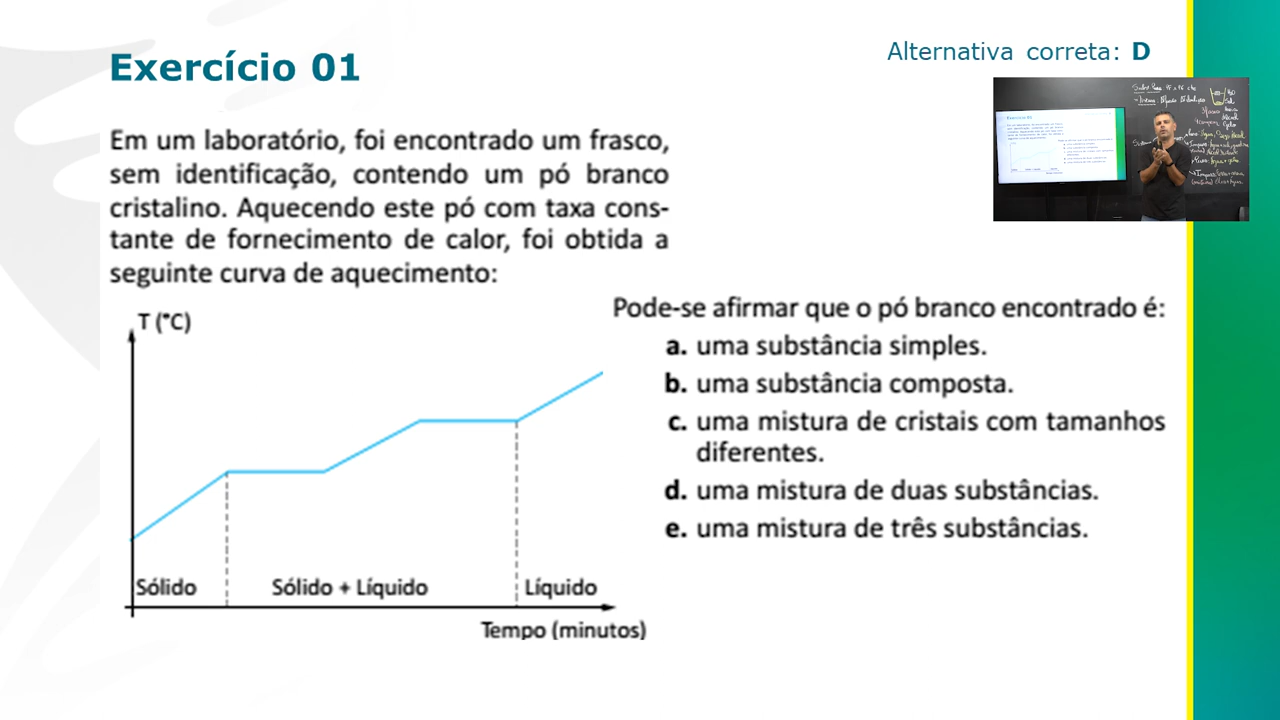 Exercício 01
Alternativa correta: D
Em um laboratório, foi encontrado um frasco,
sem identificação, contendo um pó branco
cristalino. Aquecendo este pó com taxa cons-
tante de fornecimento de calor, foi obtida a
seguinte curva de aquecimento:
T (°C)
Sólido
Sólido + Líquido
Líquido
Tempo (minutos)
Pode-se afirmar que o pó branco encontrado é:
a. uma substância simples.
b. uma substância composta.
c. uma mistura de cristais com tamanhos
diferentes.
d. uma mistura de duas substâncias.
e. uma mistura de três substâncias.